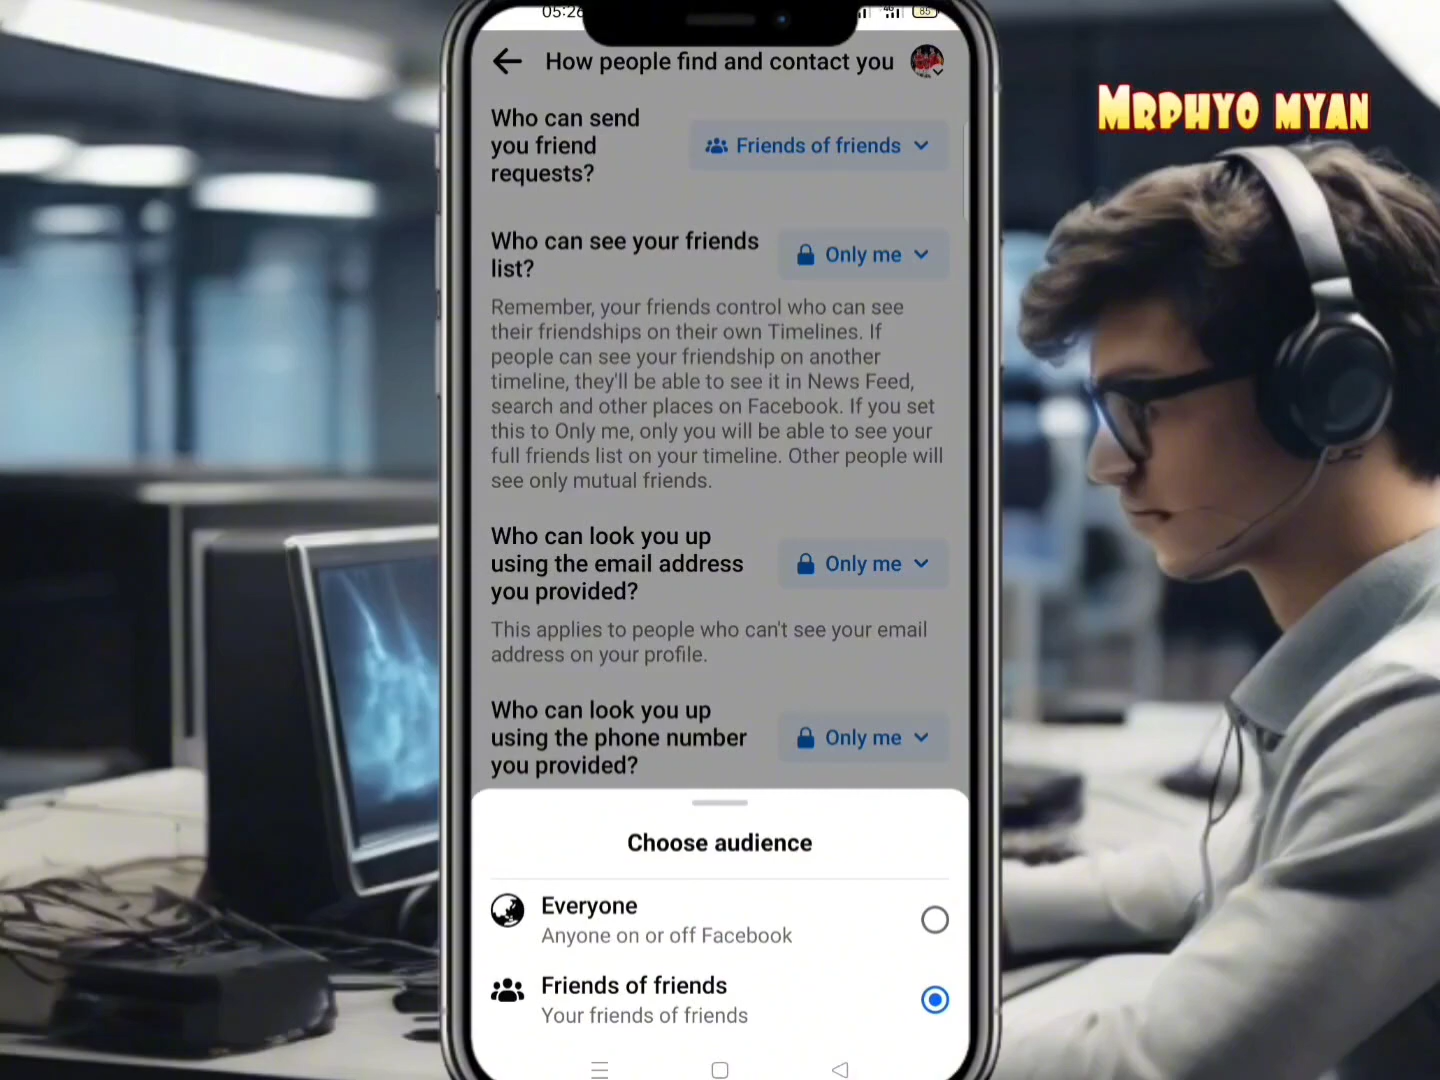 05:26
4G
85
How people find and contact you
MRPHYO MYAN
Who can send
you friend
requests?
Friends of friends
Who can see your friends
list?
Only me
Remember, your friends control who can see
their friendships on their own Timelines. If
people can see your friendship on another
timeline, they'll be able to see it in News Feed,
search and other places on Facebook. If you set
this to Only me, only you will be able to see your
full friends list on your timeline. Other people will
see only mutual friends.
Who can look you up
using the email address
you provided?
Only me
This applies to people who can't see your email
address on your profile.
Who can look you up
using the phone number
you provided?
Only me
Choose audience
Everyone
Anyone on or off Facebook
Friends of friends
Your friends of friends